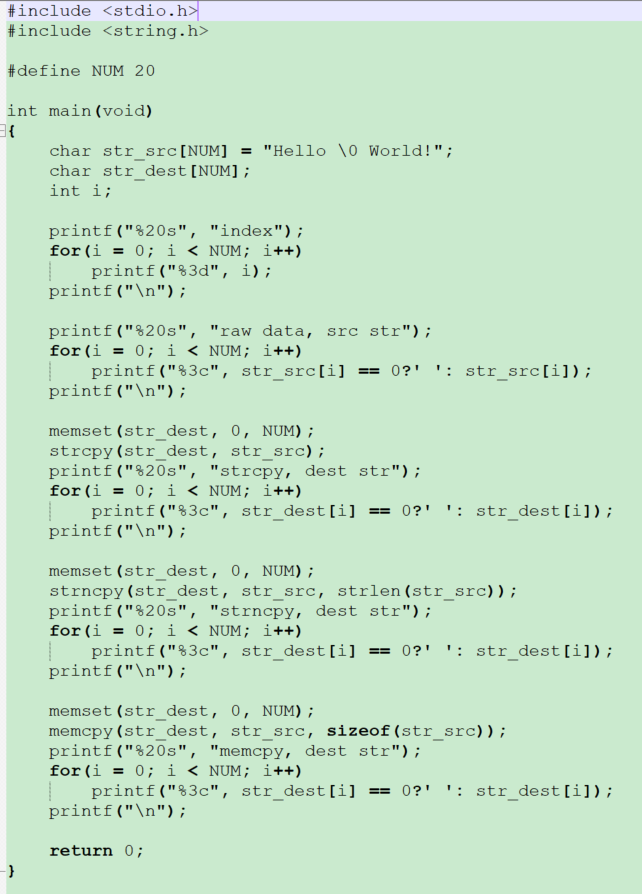 #include <stdio.h>
#include <string.h>

#define NUM 20

int main(void)
{
    char str_src[NUM] = "Hello \0 World!";
    char str_dest[NUM];
    int i;

    printf("%20s", "index");
    for(i = 0; i < NUM; i++)
        printf("%3d", i);
    printf("\n");

    printf("%20s", "raw data, src str");
    for(i = 0; i < NUM; i++)
        printf("%3c", str_src[i] == 0?' ': str_src[i]);
    printf("\n");

    memset(str_dest, 0, NUM);
    strcpy(str_dest, str_src);
    printf("%20s", "strcpy, dest str");
    for(i = 0; i < NUM; i++)
        printf("%3c", str_dest[i] == 0?' ': str_dest[i]);
    printf("\n");

    memset(str_dest, 0, NUM);
    strncpy(str_dest, str_src, strlen(str_src));
    printf("%20s", "strncpy, dest str");
    for(i = 0; i < NUM; i++)
        printf("%3c", str_dest[i] == 0?' ': str_dest[i]);
    printf("\n");

    memset(str_dest, 0, NUM);
    memcpy(str_dest, str_src, sizeof(str_src));
    printf("%20s", "memcpy, dest str");
    for(i = 0; i < NUM; i++)
        printf("%3c", str_dest[i] == 0?' ': str_dest[i]);
    printf("\n");

    return 0;
}